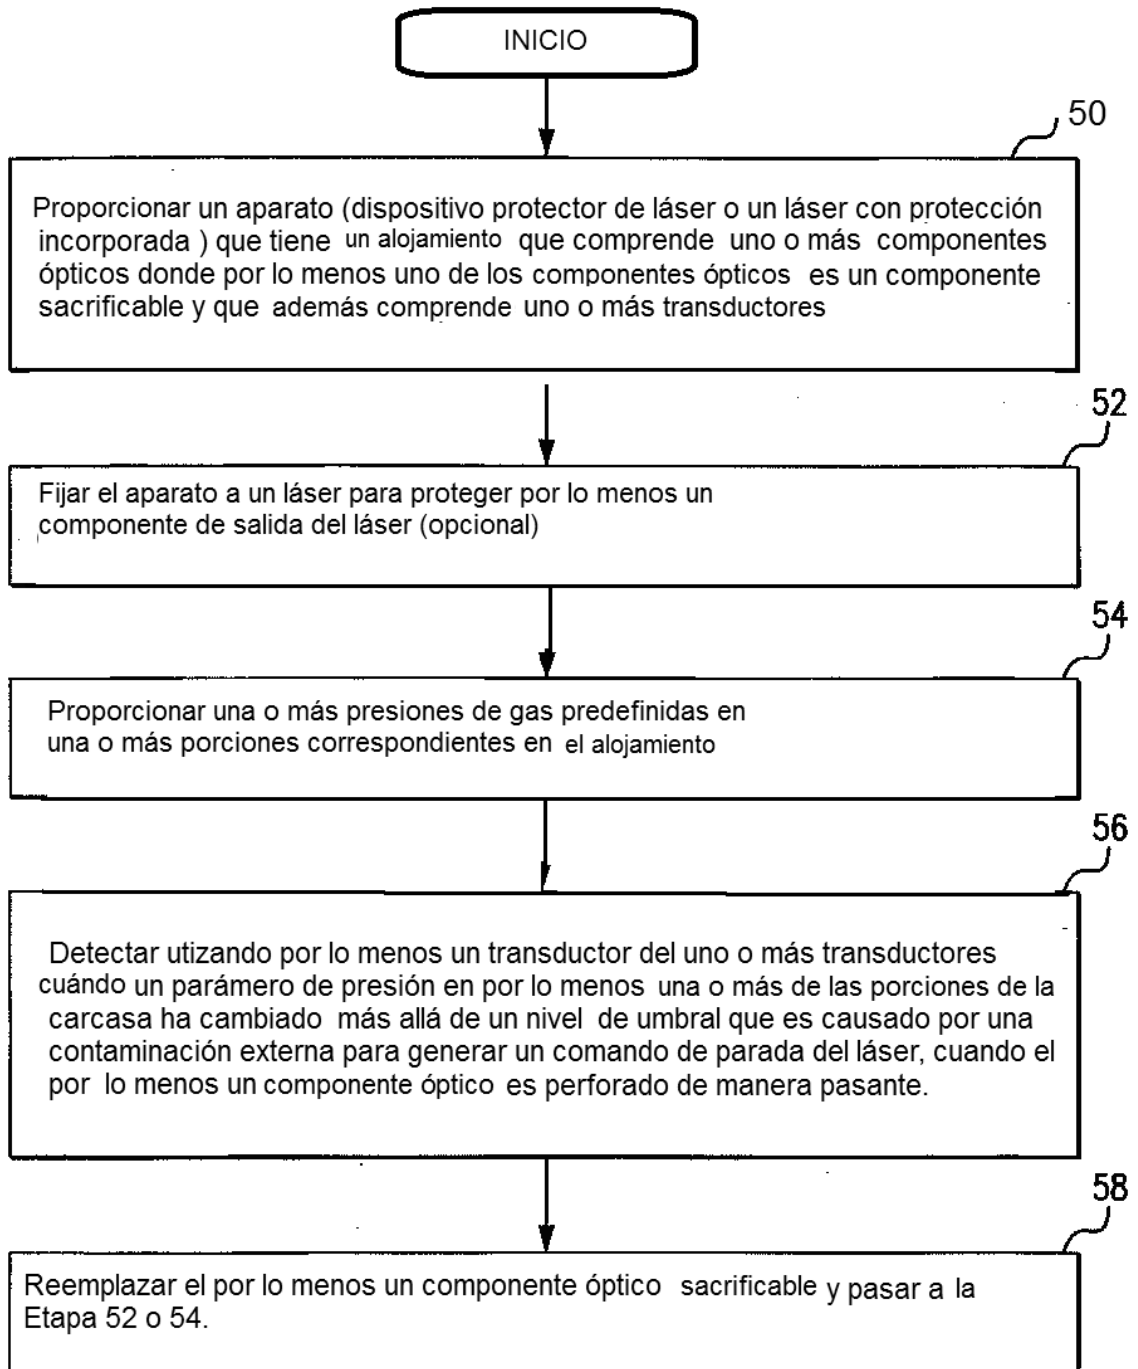 INICIO
50
Proporcionar un aparato (dispositivo protector de láser o un láser con protección
incorporada ) que tiene un alojamiento que comprende uno o más componentes
ópticos donde por lo menos uno de los componentes ópticos es un componente
sacrificable y que además comprende uno o más transductores
52
Fijar el aparato a un láser para proteger por lo menos un
componente de salida del láser (opcional)
54
Proporcionar una o más presiones de gas predefinidas en
una o más porciones correspondientes en el alojamiento
56
Detectar utizando por lo menos un transductor del uno o más transductores
cuándo un parámero de presión en por lo menos una o más de las porciones de la
carcasa ha cambiado más allá de un nivel de umbral que es causado por una
contaminación externa para generar un comando de parada del láser, cuando el
por lo menos un componente óptico es perforado de manera pasante.
58
Reemplazar el por lo menos un componente óptico sacrificable y pasar a la
Etapa 52 o 54.